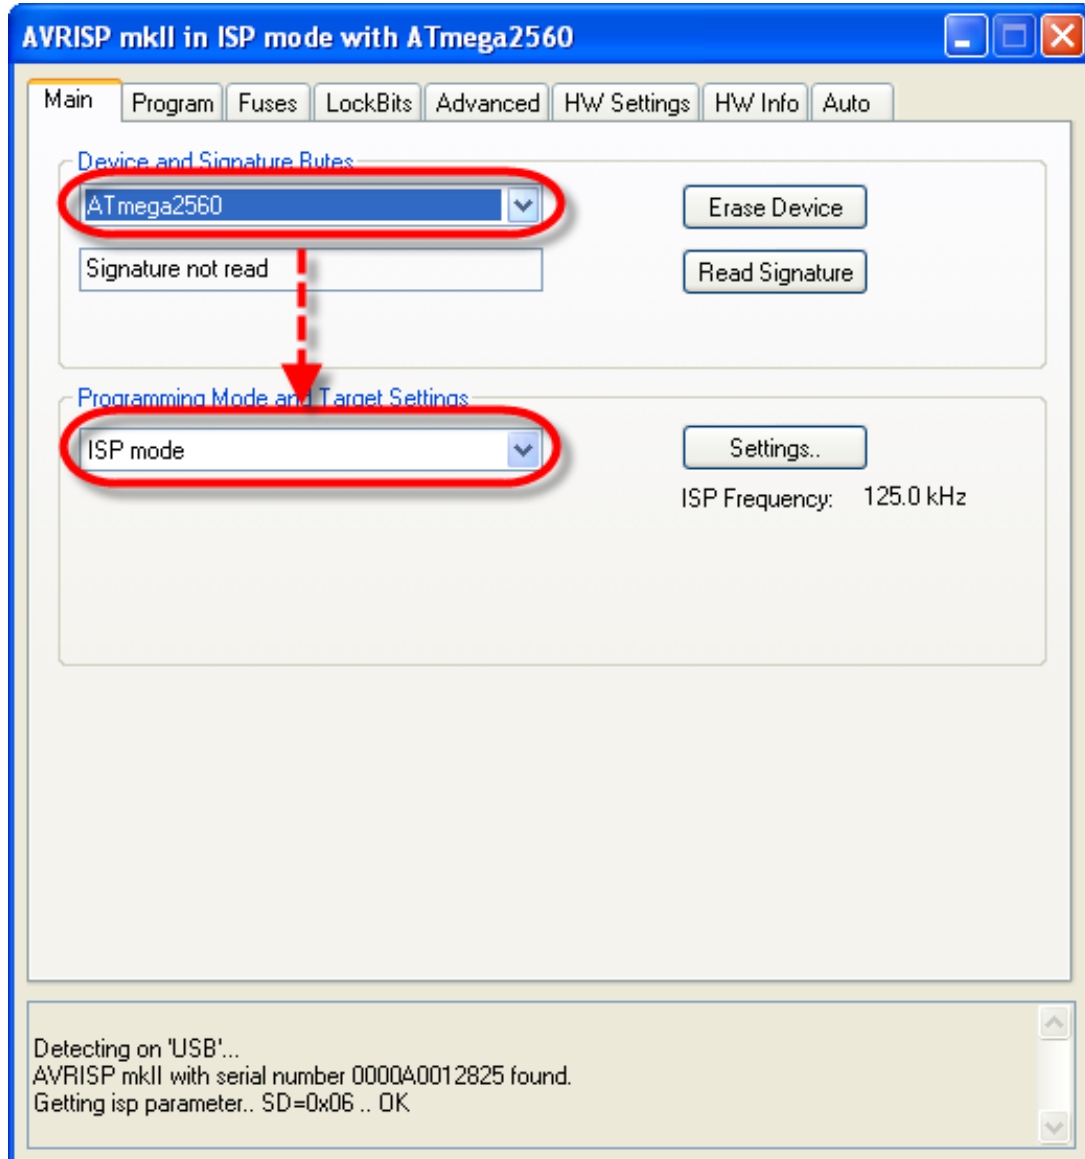 AVRISP mkII in ISP mode with ATmega2560
Main Program Fuses LockBits Advanced HW Settings HW Info Auto
Device and Signature Bytes
ATmega2560
Erase Device
Signature not read
Read Signature
Programming Mode and Target Settings
ISP mode
Settings..
ISP Frequency: 125.0 kHz
Detecting on 'USB'...
AVRISP mkII with serial number 0000A0012825 found.
Getting isp parameter.. SD=0x06 .. OK